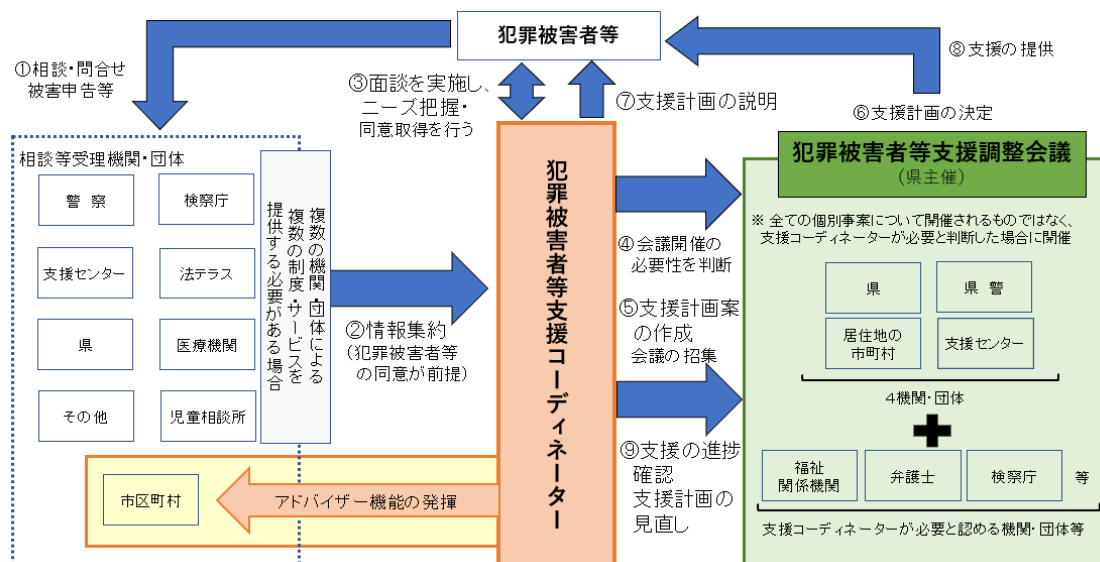 犯罪被害者等
①相談・問合せ
被害申告等
③面談を実施し、
ニーズ把握・
同意取得を行う
⑦支援計画の説明
⑧支援の提供
⑥支援計画の決定
相談等受理機関・団体
警察
検察庁
支援センター
法テラス
県
医療機関
その他
児童相談所
複数の機関・団体による
複数の制度・サービスを
提供する必要がある場合
②情報集約
(犯罪被害者等
の同意が前提)
市区町村
アドバイザー機能の発揮
犯罪被害者等支援コーディネーター
④会議開催の
必要性を判断
⑤支援計画案
の作成
会議の招集
⑨支援の進捗
確認
支援計画の
見直し
犯罪被害者等支援調整会議
(県主催)
※全ての個別事案について開催されるものではなく、
支援コーディネーターが必要と判断した場合に開催
県
県警
居住地の
市町村
支援センター
4機関・団体
福祉
関係機関
弁護士
検察庁
等
支援コーディネーターが必要と認める機関・団体等